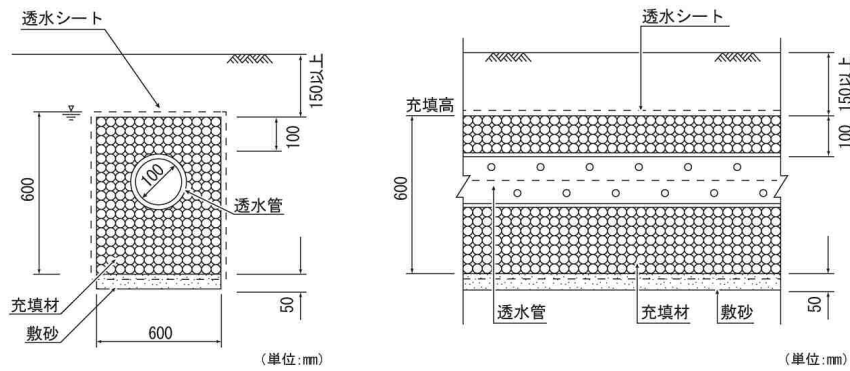 透水シート
150以上
100
600
100
透水管
充填材
敷砂
50
600
(単位:mm)
透水シート
150以上
充填高
100
600
透水管
充填材
敷砂
50
(単位:mm)